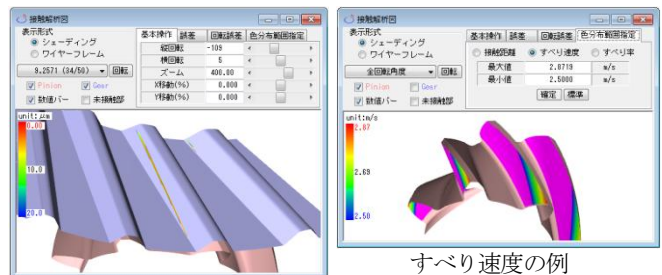 接触解析図
表示形式
シェーディング
ワイヤーフレーム
9.2571 (34/50) 回転
Pinion Gear
数値バー 未接触部
基本操作 誤差 回転誤差 色分布範囲指定
縦回転 -109
横回転 5
ズーム 400.00
X移動(%) 0.000
Y移動(%) 0.000
unit:μm
0.00
10.0
20.0
接触解析図
表示形式
シェーディング
ワイヤーフレーム
全回転角度 回転
Pinion Gear
数値バー 未接触部
基本操作 誤差 回転誤差 色分布範囲指定
接触距離 すべり速度 すべり率
最大値 2.8719 m/s
最小値 2.5000 m/s
確定 標準
unit:m/s
2.87
2.69
2.50
すべり速度の例